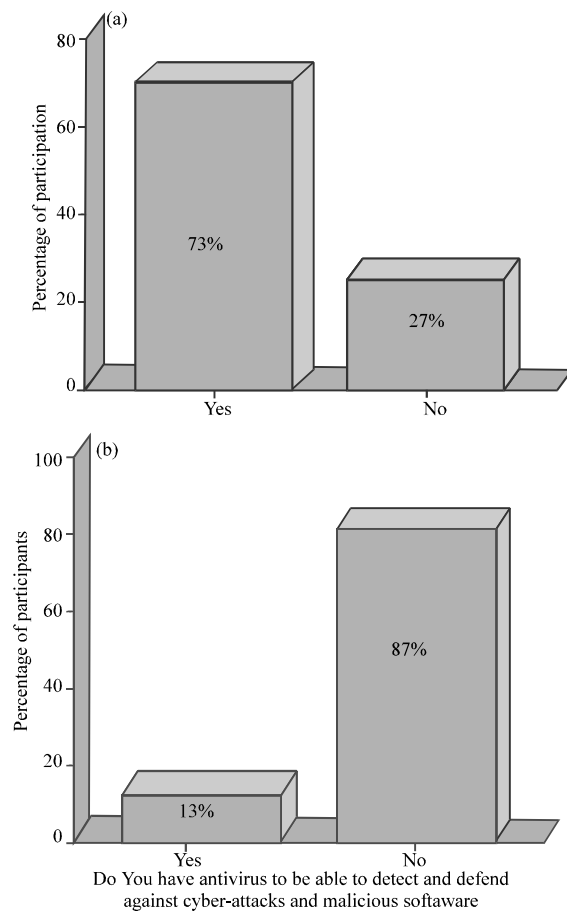 (a)
80
60
40
20
0
Percentage of participation
73%
27%
Yes No
(b)
100
80
60
40
20
0
Percentage of participants
13%
87%
Yes No
Do You have antivirus to be able to detect and defend
against cyber-attacks and malicious softaware